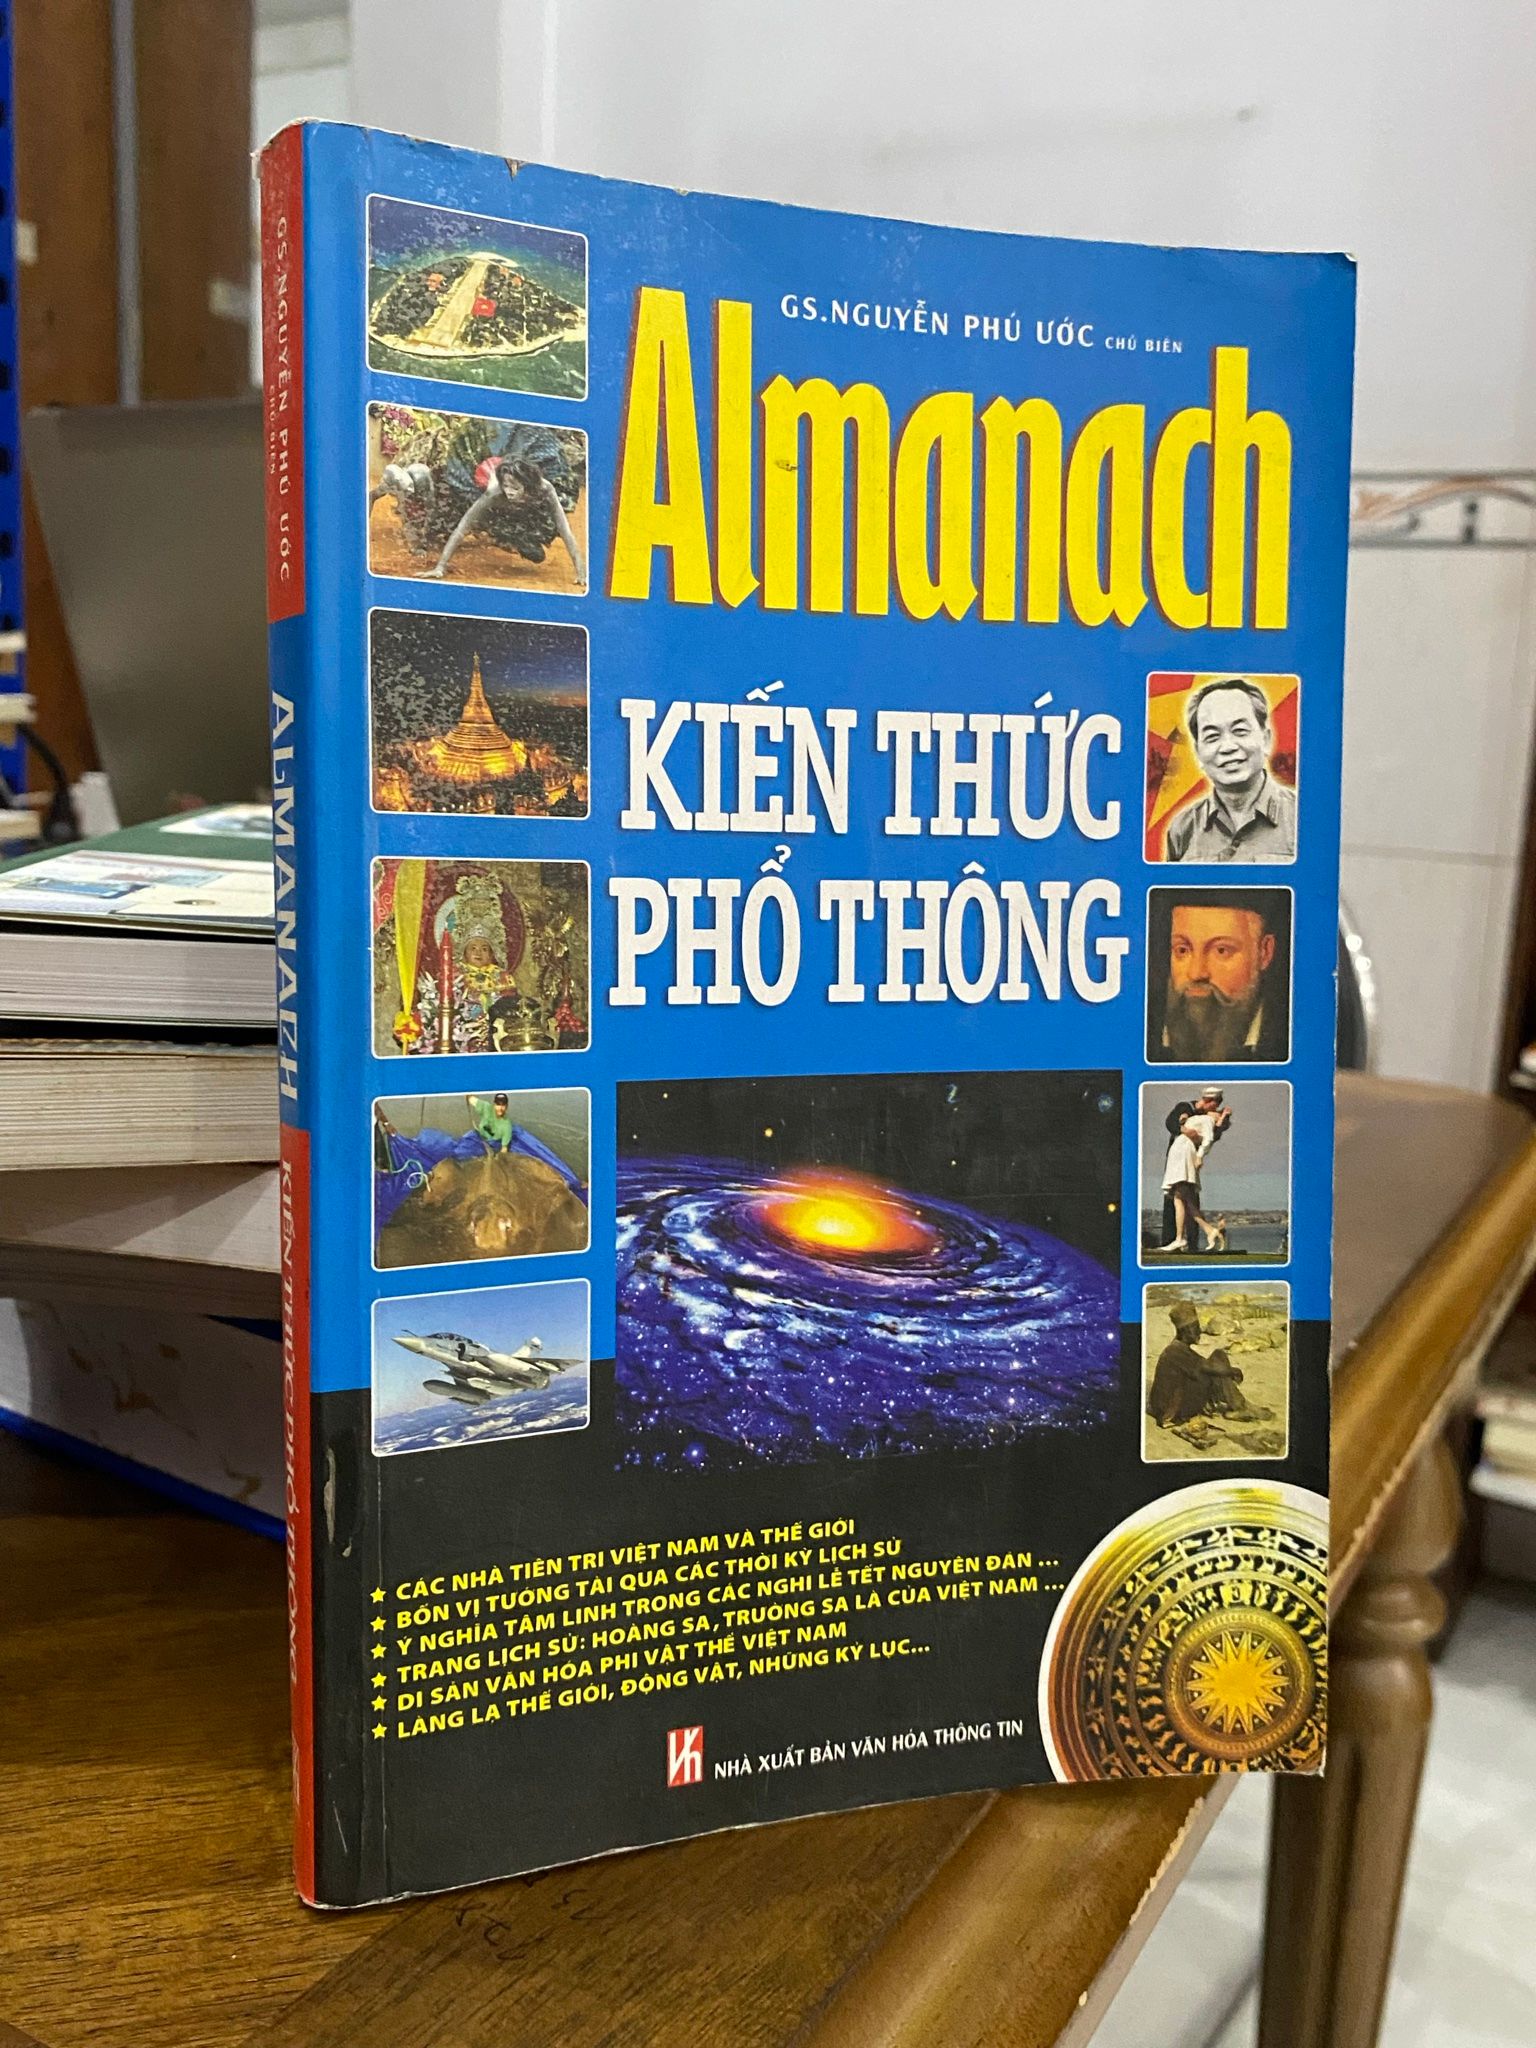 GS.NGUYỄN PHÚ ƯỚC CHỦ BIÊN
Almanach
KIẾN THỨC
PHỔ THÔNG
★ CÁC NHÀ TIÊN TRI VIỆT NAM VÀ THẾ GIỚI
★ BỐN VỊ TƯỚNG TÀI QUA CÁC THỜI KỲ LỊCH SỬ
★ Ý NGHĨA TÂM LINH TRONG CÁC NGHI LỄ TẾT NGUYÊN ĐÁN ...
★ TRANG LỊCH SỬ: HOÀNG SA, TRƯỜNG SA LÀ CỦA VIỆT NAM ...
★ DI SẢN VĂN HÓA PHI VẬT THỂ VIỆT NAM
★ LÀNG LẠ THẾ GIỚI, ĐỘNG VẬT, NHỮNG KỶ LỤC...
NHÀ XUẤT BẢN VĂN HÓA THÔNG TIN
GS.NGUYỄN PHÚ ƯỚC
CHỦ BIÊN
ALMANACH KIẾN THỨC PHỔ THÔNG